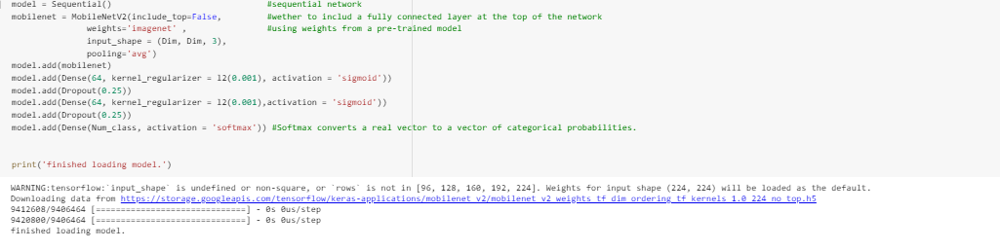 model = Sequential() #sequential network
mobilenet = MobileNetV2(include_top=False, #wether to includ a fully connected layer at the top of the network
weights='imagenet' , #using weights from a pre-trained model
input_shape = (Dim, Dim, 3),
pooling='avg')
model.add(mobilenet)
model.add(Dense(64, kernel_regularizer = l2(0.001), activation = 'sigmoid'))
model.add(Dropout(0.25))
model.add(Dense(64, kernel_regularizer = l2(0.001),activation = 'sigmoid'))
model.add(Dropout(0.25))
model.add(Dense(Num_class, activation = 'softmax')) #Softmax converts a real vector to a vector of categorical probabilities.
print('finished loading model.')
WARNING:tensorflow:`input_shape` is undefined or non-square, or `rows` is not in [96, 128, 160, 192, 224]. Weights for input shape (224, 224) will be loaded as the default.
Downloading data from https://storage.googleapis.com/tensorflow/keras-applications/mobilenet_v2/mobilenet_v2_weights_tf_dim_ordering_tf_kernels_1.0_224_no_top.h5
9412608/9406464 [==============================] - 0s 0us/step
9420800/9406464 [==============================] - 0s 0us/step
finished loading model.